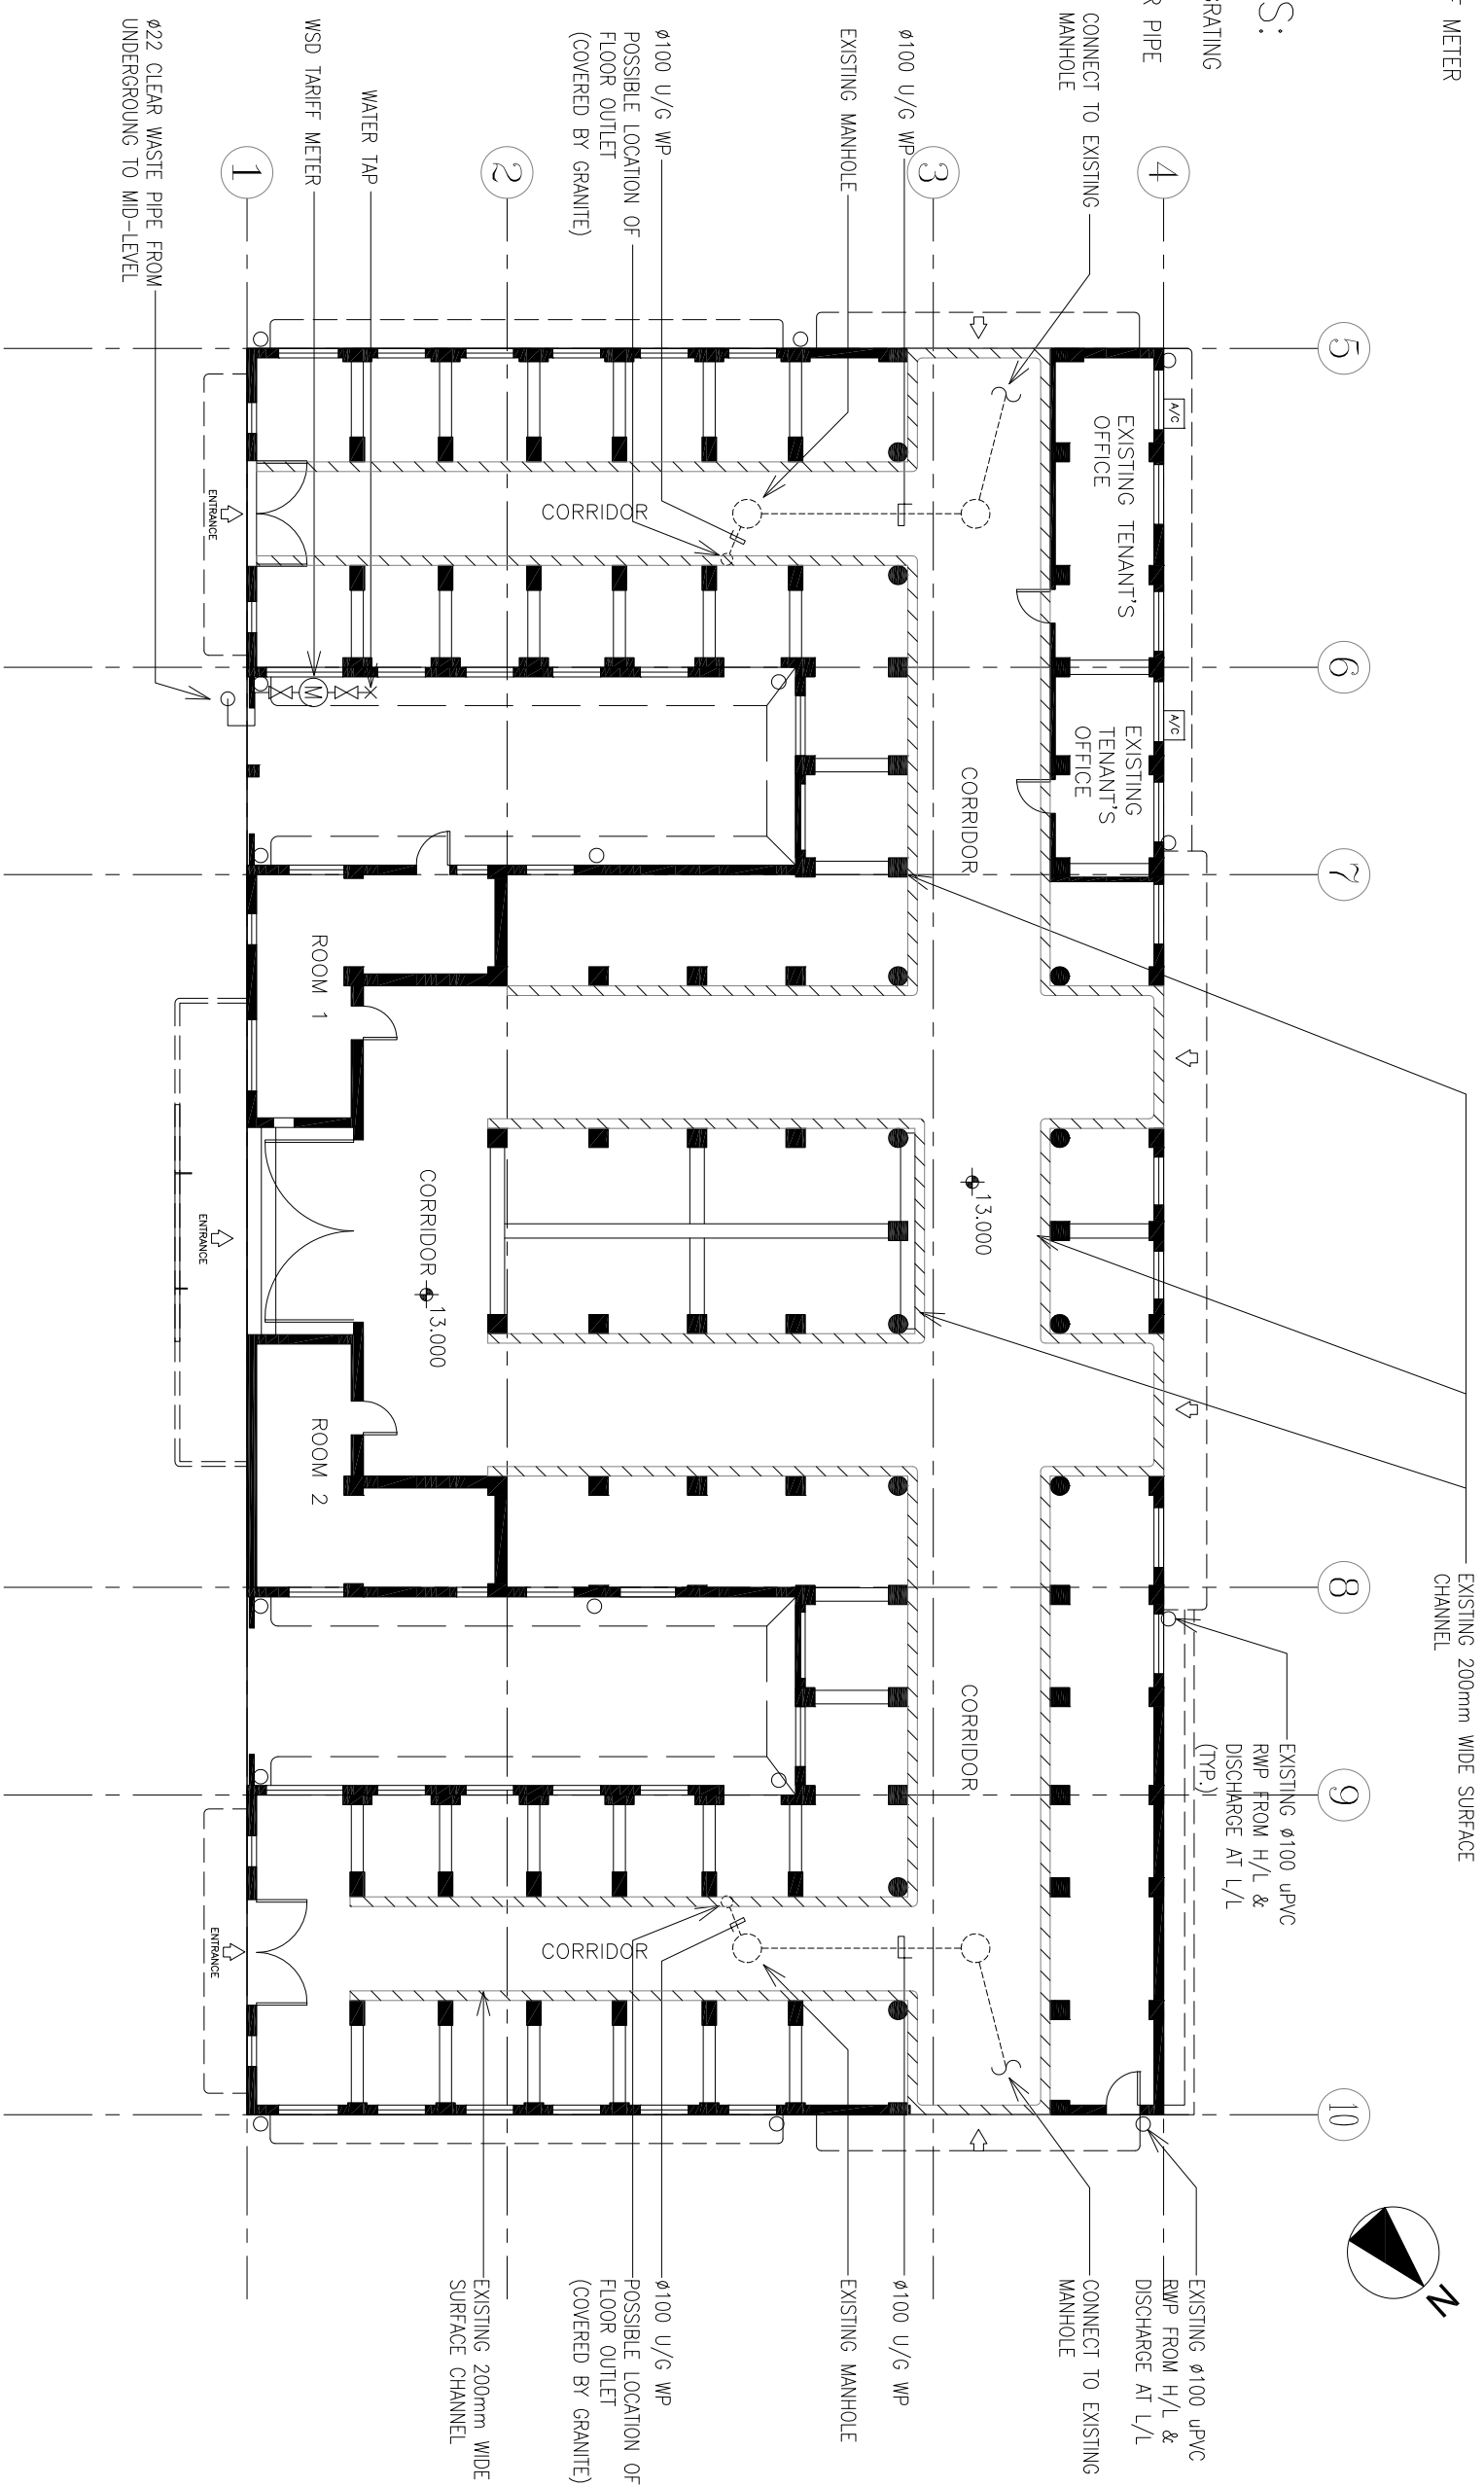 F METER
S:
GRATING
R PIPE
CONNECT TO EXISTING
MANHOLE
ø100 U/G WP
EXISTING MANHOLE
ø100 U/G WP
POSSIBLE LOCATION OF
FLOOR OUTLET
(COVERED BY GRANITE)
WATER TAP
WSD TARIFF METER
ø22 CLEAR WASTE PIPE FROM
UNDERGROUNG TO MID-LEVEL
4
3
2
1
5
6
7
8
9
10
A/C
EXISTING TENANT'S
OFFICE
A/C
EXISTING
TENANT'S
OFFICE
CORRIDOR
ENTRANCE
M
CORRIDOR
ROOM 1
13.000
CORRIDOR
13.000
ENTRANCE
ROOM 2
CORRIDOR
CORRIDOR
ENTRANCE
EXISTING 200mm WIDE SURFACE
CHANNEL
EXISTING ø100 uPVC
RWP FROM H/L &
DISCHARGE AT L/L
(TYP.)
N
EXISTING ø100 uPVC
RWP FROM H/L &
DISCHARGE AT L/L
CONNECT TO EXISTING
MANHOLE
ø100 U/G WP
EXISTING MANHOLE
ø100 U/G WP
POSSIBLE LOCATION OF
FLOOR OUTLET
(COVERED BY GRANITE)
EXISTING 200mm WIDE
SURFACE CHANNEL